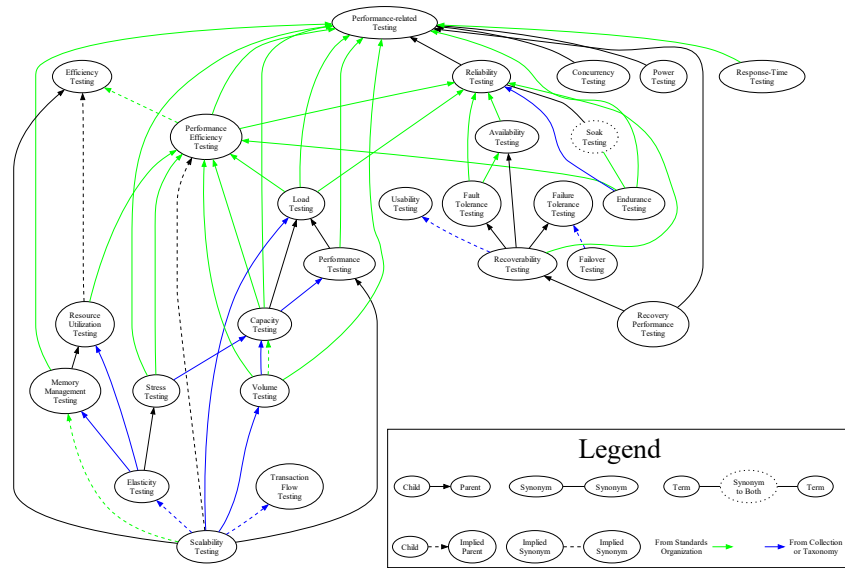 Performance-related
Testing
Efficiency
Testing
Reliability
Testing
Concurrency
Testing
Power
Testing
Response-Time
Testing
Performance
Efficiency
Testing
Availability
Testing
Soak
Testing
Load
Testing
Usability
Testing
Fault
Tolerance
Testing
Failure
Tolerance
Testing
Endurance
Testing
Performance
Testing
Recoverability
Testing
Failover
Testing
Resource
Utilization
Testing
Capacity
Testing
Recovery
Performance
Testing
Memory
Management
Testing
Stress
Testing
Volume
Testing
Elasticity
Testing
Transaction
Flow
Testing
Scalability
Testing
Legend
Child
Parent
Synonym
Synonym
Term
Synonym
to Both
Term
Child
Implied
Parent
Implied
Synonym
Implied
Synonym
From Standards
Organization
From Collection
or Taxonomy